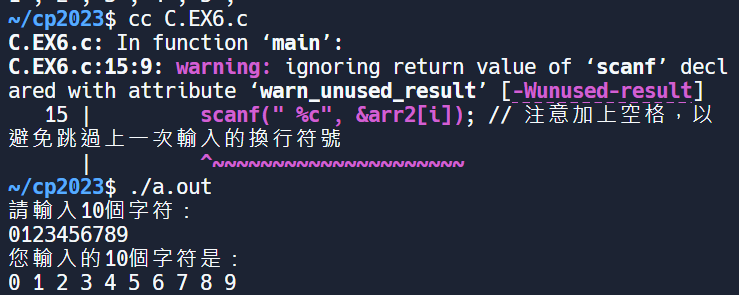 ~/cp2023$ cc C.EX6.c
C.EX6.c: In function ‘main’:
C.EX6.c:15:9: warning: ignoring return value of ‘scanf’ decl
ared with attribute ‘warn_unused_result’ [-Wunused-result]
   15 |         scanf(" %c", &arr2[i]); // 注意加上空格，以
避免跳過上一次輸入的換行符號
      |         ^~~~~~~~~~~~~~~~~~~~~~
~/cp2023$ ./a.out
請輸入10個字符：
0123456789
您輸入的10個字符是：
0 1 2 3 4 5 6 7 8 9